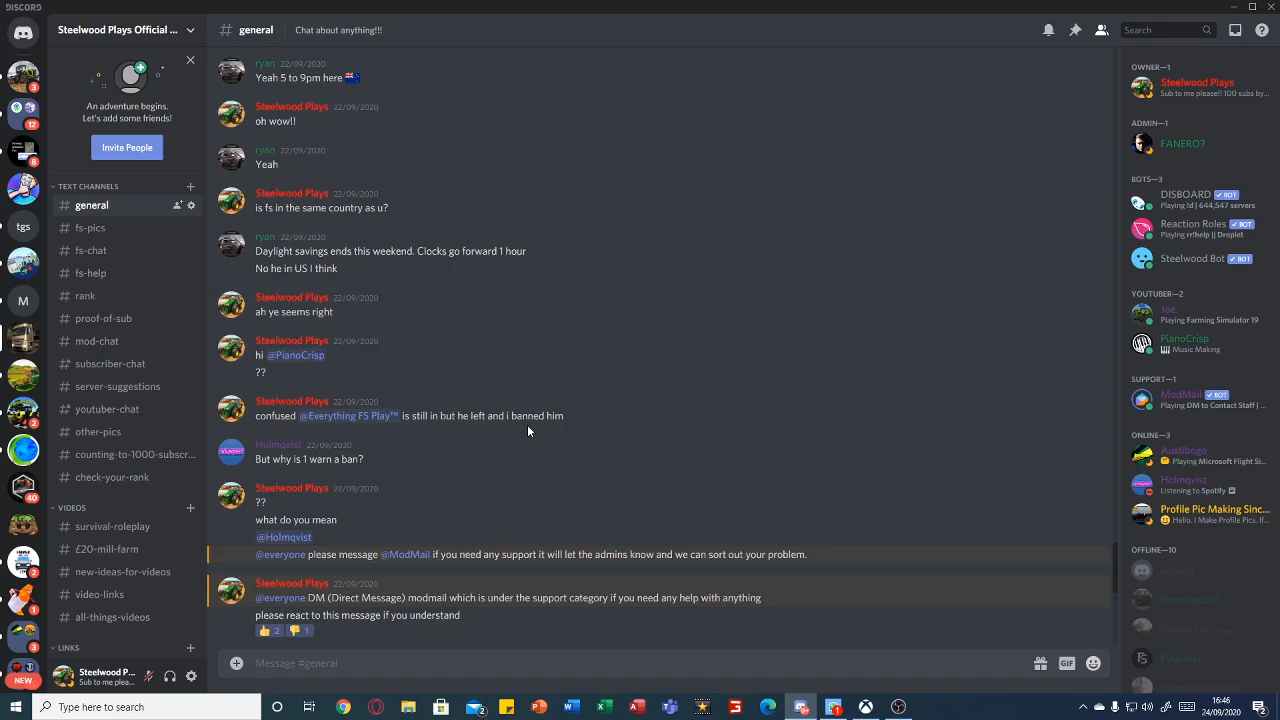 DISCORD
Steelwood Plays Official ...
general
Chat about anything!!!
Search
An adventure begins.
Let's add some friends!
Invite People
TEXT CHANNELS
general
fs-pics
fs-chat
fs-help
rank
proof-of-sub
mod-chat
subscriber-chat
server-suggestions
youtuber-chat
other-pics
counting-to-1000-subscr...
check-your-rank
VIDEOS
survival-roleplay
£20-mill-farm
new-ideas-for-videos
video-links
all-things-videos
LINKS
Steelwood P...
Sub to me plea...
3
12
8
tgs
M
2
40
2
1
3
NEW
ryan 22/09/2020
Yeah 5 to 9pm here
Steelwood Plays 22/09/2020
oh wow!!
ryan 22/09/2020
Yeah
Steelwood Plays 22/09/2020
is fs in the same country as u?
ryan 22/09/2020
Daylight savings ends this weekend. Clocks go forward 1 hour
No he in US I think
Steelwood Plays 22/09/2020
ah ye seems right
Steelwood Plays 22/09/2020
hi @PianoCrisp
??
Steelwood Plays 22/09/2020
confused @Everything FS Play™ is still in but he left and i banned him
Holmqvist 22/09/2020
But why is 1 warn a ban?
Steelwood Plays 22/09/2020
??
what do you mean
@Holmqvist
@everyone please message @ModMail if you need any support it will let the admins know and we can sort out your problem.
Steelwood Plays 22/09/2020
@everyone DM (Direct Message) modmail which is under the support category if you need any help with anything
please react to this message if you understand
2 1
Message #general
GIF
OWNER—1
Steelwood Plays
Sub to me please!! 100 subs by...
ADMIN—1
FANERO7
BOTS—3
DISBOARD BOT
Playing !d | 644,547 servers
Reaction Roles BOT
Playing rr!help || Droplet
Steelwood Bot BOT
YOUTUBER—2
Joe.
Playing Farming Simulator 19
PianoCrisp
Music Making
SUPPORT—1
ModMail BOT
Playing DM to Contact Staff | ...
ONLINE—3
Austibogo
Playing Microsoft Flight Si...
Holmqvist
Listening to Spotify
Profile Pic Making Sinc...
Hello. I Make Profile Pics. If...
OFFLINE—10
Type here to search
16:46
24/09/2020